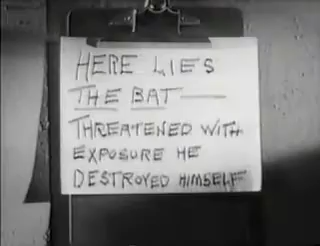 HERE LIES
THE BAT —
THREATENED WITH
EXPOSURE HE
DESTROYED HIMSELF